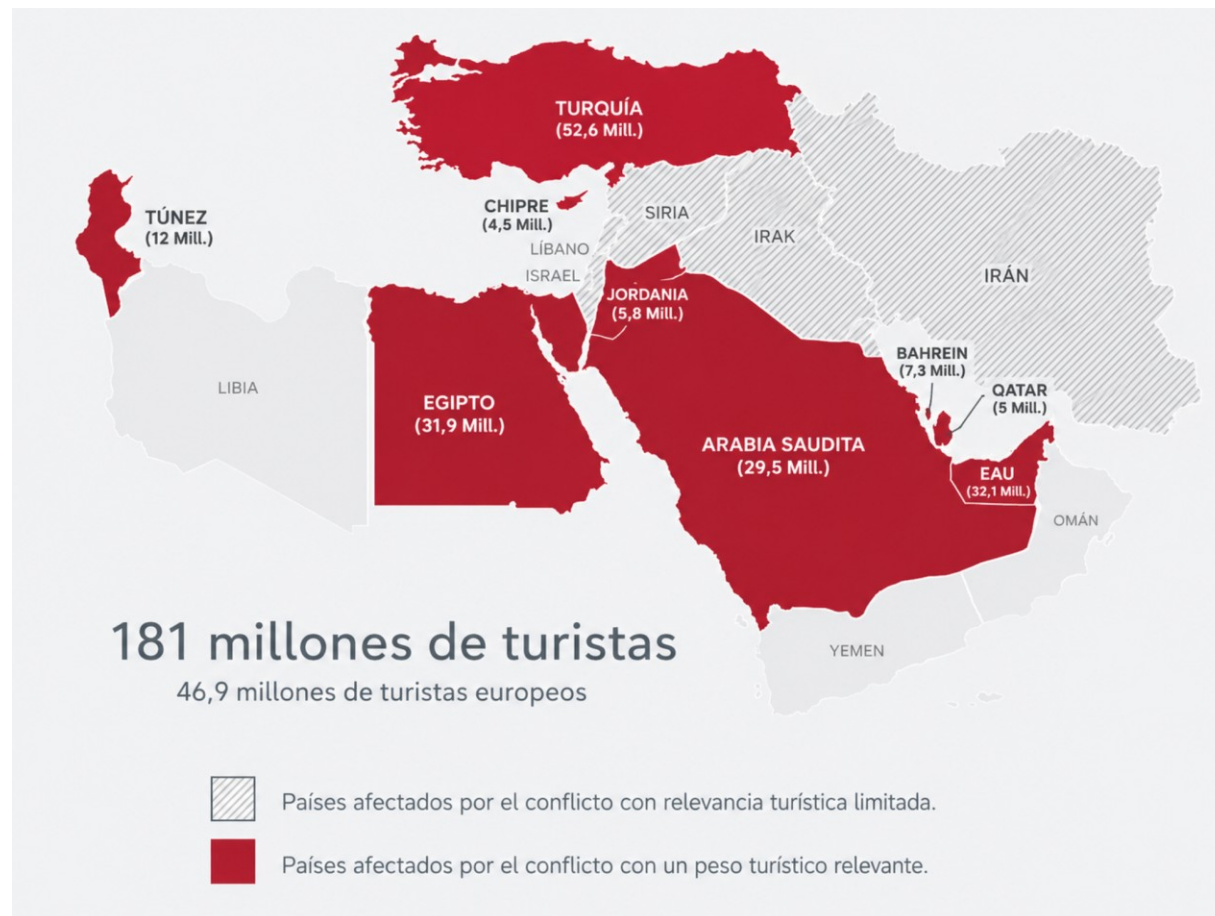 TURQUÍA
(52,6 Mill.)
TÚNEZ
(12 Mill.)
CHIPRE
(4,5 Mill.)
SIRIA
LÍBANO
IRAK
ISRAEL
IRÁN
JORDANIA
(5,8 Mill.)
BAHREIN
(7,3 Mill.)
LIBIA
QATAR
(5 Mill.)
EGIPTO
(31,9 Mill.)
ARABIA SAUDITA
(29,5 Mill.)
EAU
(32,1 Mill.)
OMÁN
YEMEN
181 millones de turistas
46,9 millones de turistas europeos
Países afectados por el conflicto con relevancia turística limitada.
Países afectados por el conflicto con un peso turístico relevante.